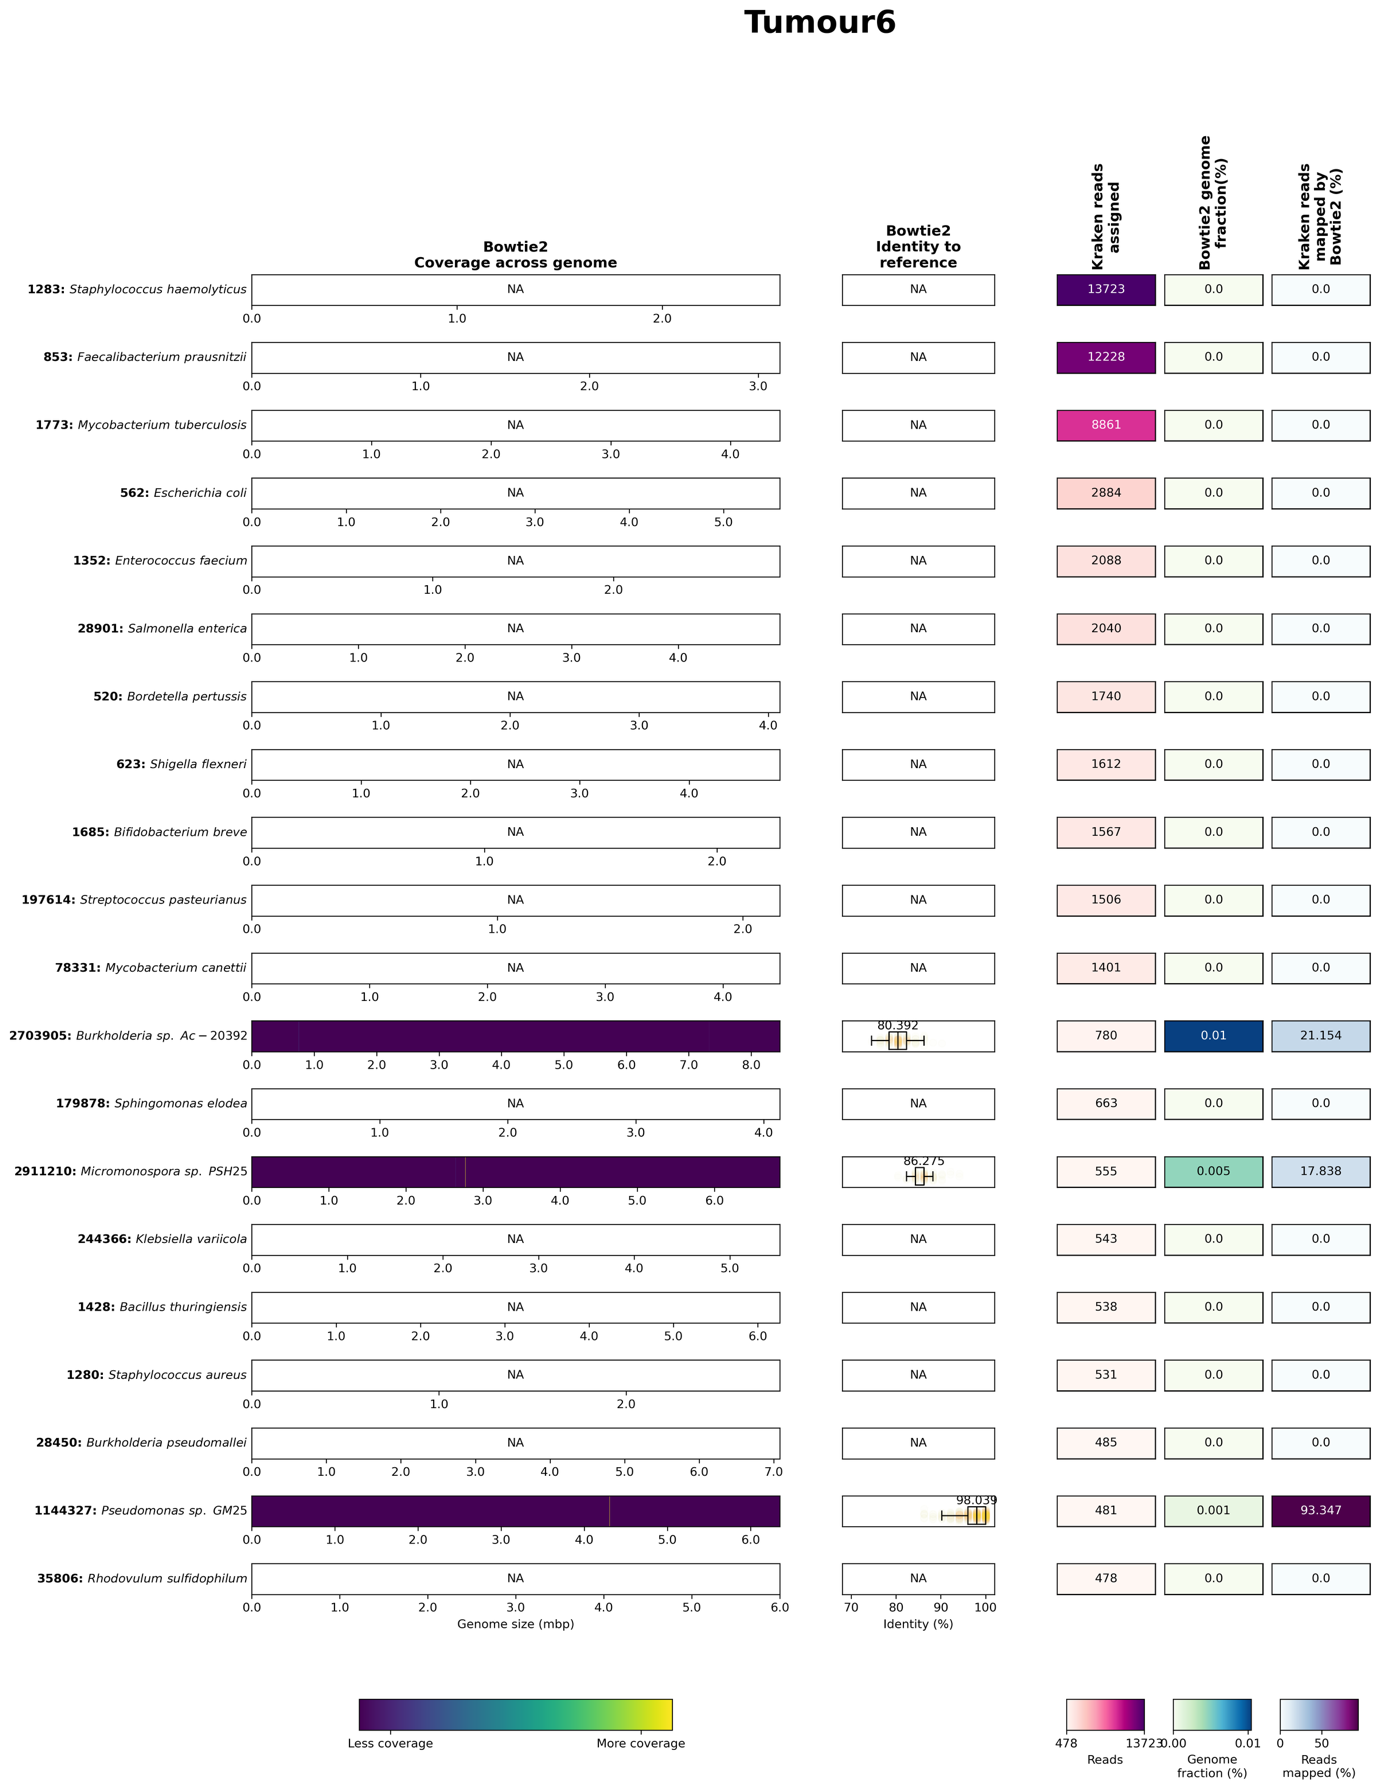 Tumour6
Bowtie2
Coverage across genome
Bowtie2
Identity to
reference
Kraken reads
assigned
Bowtie2 genome
fraction(%)
Kraken reads
mapped by
Bowtie2 (%)
1283: Staphylococcus haemolyticus NA NA 13723 0.0 0.0
0.0 1.0 2.0
853: Faecalibacterium prausnitzii NA NA 12228 0.0 0.0
0.0 1.0 2.0 3.0
1773: Mycobacterium tuberculosis NA NA 8861 0.0 0.0
0.0 1.0 2.0 3.0 4.0
562: Escherichia coli NA NA 2884 0.0 0.0
0.0 1.0 2.0 3.0 4.0 5.0
1352: Enterococcus faecium NA NA 2088 0.0 0.0
0.0 1.0 2.0
28901: Salmonella enterica NA NA 2040 0.0 0.0
0.0 1.0 2.0 3.0 4.0
520: Bordetella pertussis NA NA 1740 0.0 0.0
0.0 1.0 2.0 3.0 4.0
623: Shigella flexneri NA NA 1612 0.0 0.0
0.0 1.0 2.0 3.0 4.0
1685: Bifidobacterium breve NA NA 1567 0.0 0.0
0.0 1.0 2.0
197614: Streptococcus pasteurianus NA NA 1506 0.0 0.0
0.0 1.0 2.0
78331: Mycobacterium canettii NA NA 1401 0.0 0.0
0.0 1.0 2.0 3.0 4.0
2703905: Burkholderia sp. Ac−20392 80.392 780 0.01 21.154
0.0 1.0 2.0 3.0 4.0 5.0 6.0 7.0 8.0
179878: Sphingomonas elodea NA NA 663 0.0 0.0
0.0 1.0 2.0 3.0 4.0
2911210: Micromonospora sp. PSH25 86.275 555 0.005 17.838
0.0 1.0 2.0 3.0 4.0 5.0 6.0
244366: Klebsiella variicola NA NA 543 0.0 0.0
0.0 1.0 2.0 3.0 4.0 5.0
1428: Bacillus thuringiensis NA NA 538 0.0 0.0
0.0 1.0 2.0 3.0 4.0 5.0 6.0
1280: Staphylococcus aureus NA NA 531 0.0 0.0
0.0 1.0 2.0
28450: Burkholderia pseudomallei NA NA 485 0.0 0.0
0.0 1.0 2.0 3.0 4.0 5.0 6.0 7.0
1144327: Pseudomonas sp. GM25 98.039 481 0.001 93.347
0.0 1.0 2.0 3.0 4.0 5.0 6.0
35806: Rhodovulum sulfidophilum NA NA 478 0.0 0.0
0.0 1.0 2.0 3.0 4.0 5.0 6.0 70 80 90 100
Genome size (mbp) Identity (%)
Less coverage More coverage
478 13723 0.00 0.01 0 50
Reads
Genome
fraction (%)
Reads
mapped (%)